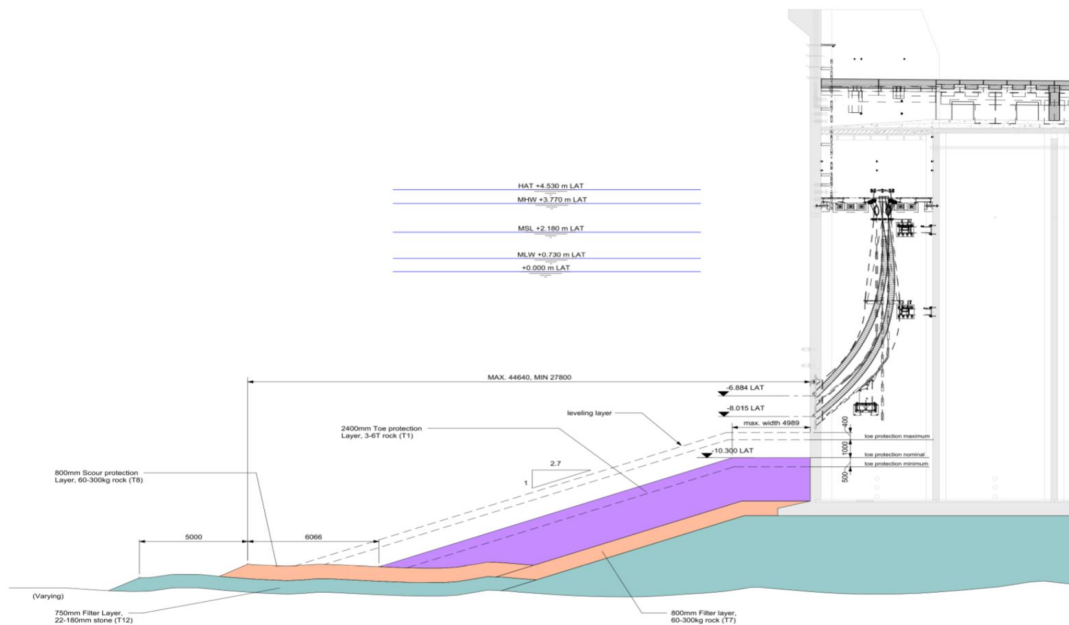 HAT +4.530 m LAT
MHW +3.770 m LAT
MSL +2.180 m LAT
MLW +0.730 m LAT
+0.000 m LAT
MAX. 44640, MIN 27800
-6.884 LAT
-8.015 LAT
leveling layer
max. width 4989
400
toe protection maximum
2400mm Toe protection
Layer, 3-6T rock (T1)
1000
-10.300 LAT
toe protection nominal
2.7
1
toe protection minimum
500
800mm Scour protection
Layer, 60-300kg rock (T8)
5000
6066
(Varying)
750mm Filter Layer,
22-180mm stone (T12)
800mm Filter layer,
60-300kg rock (T7)